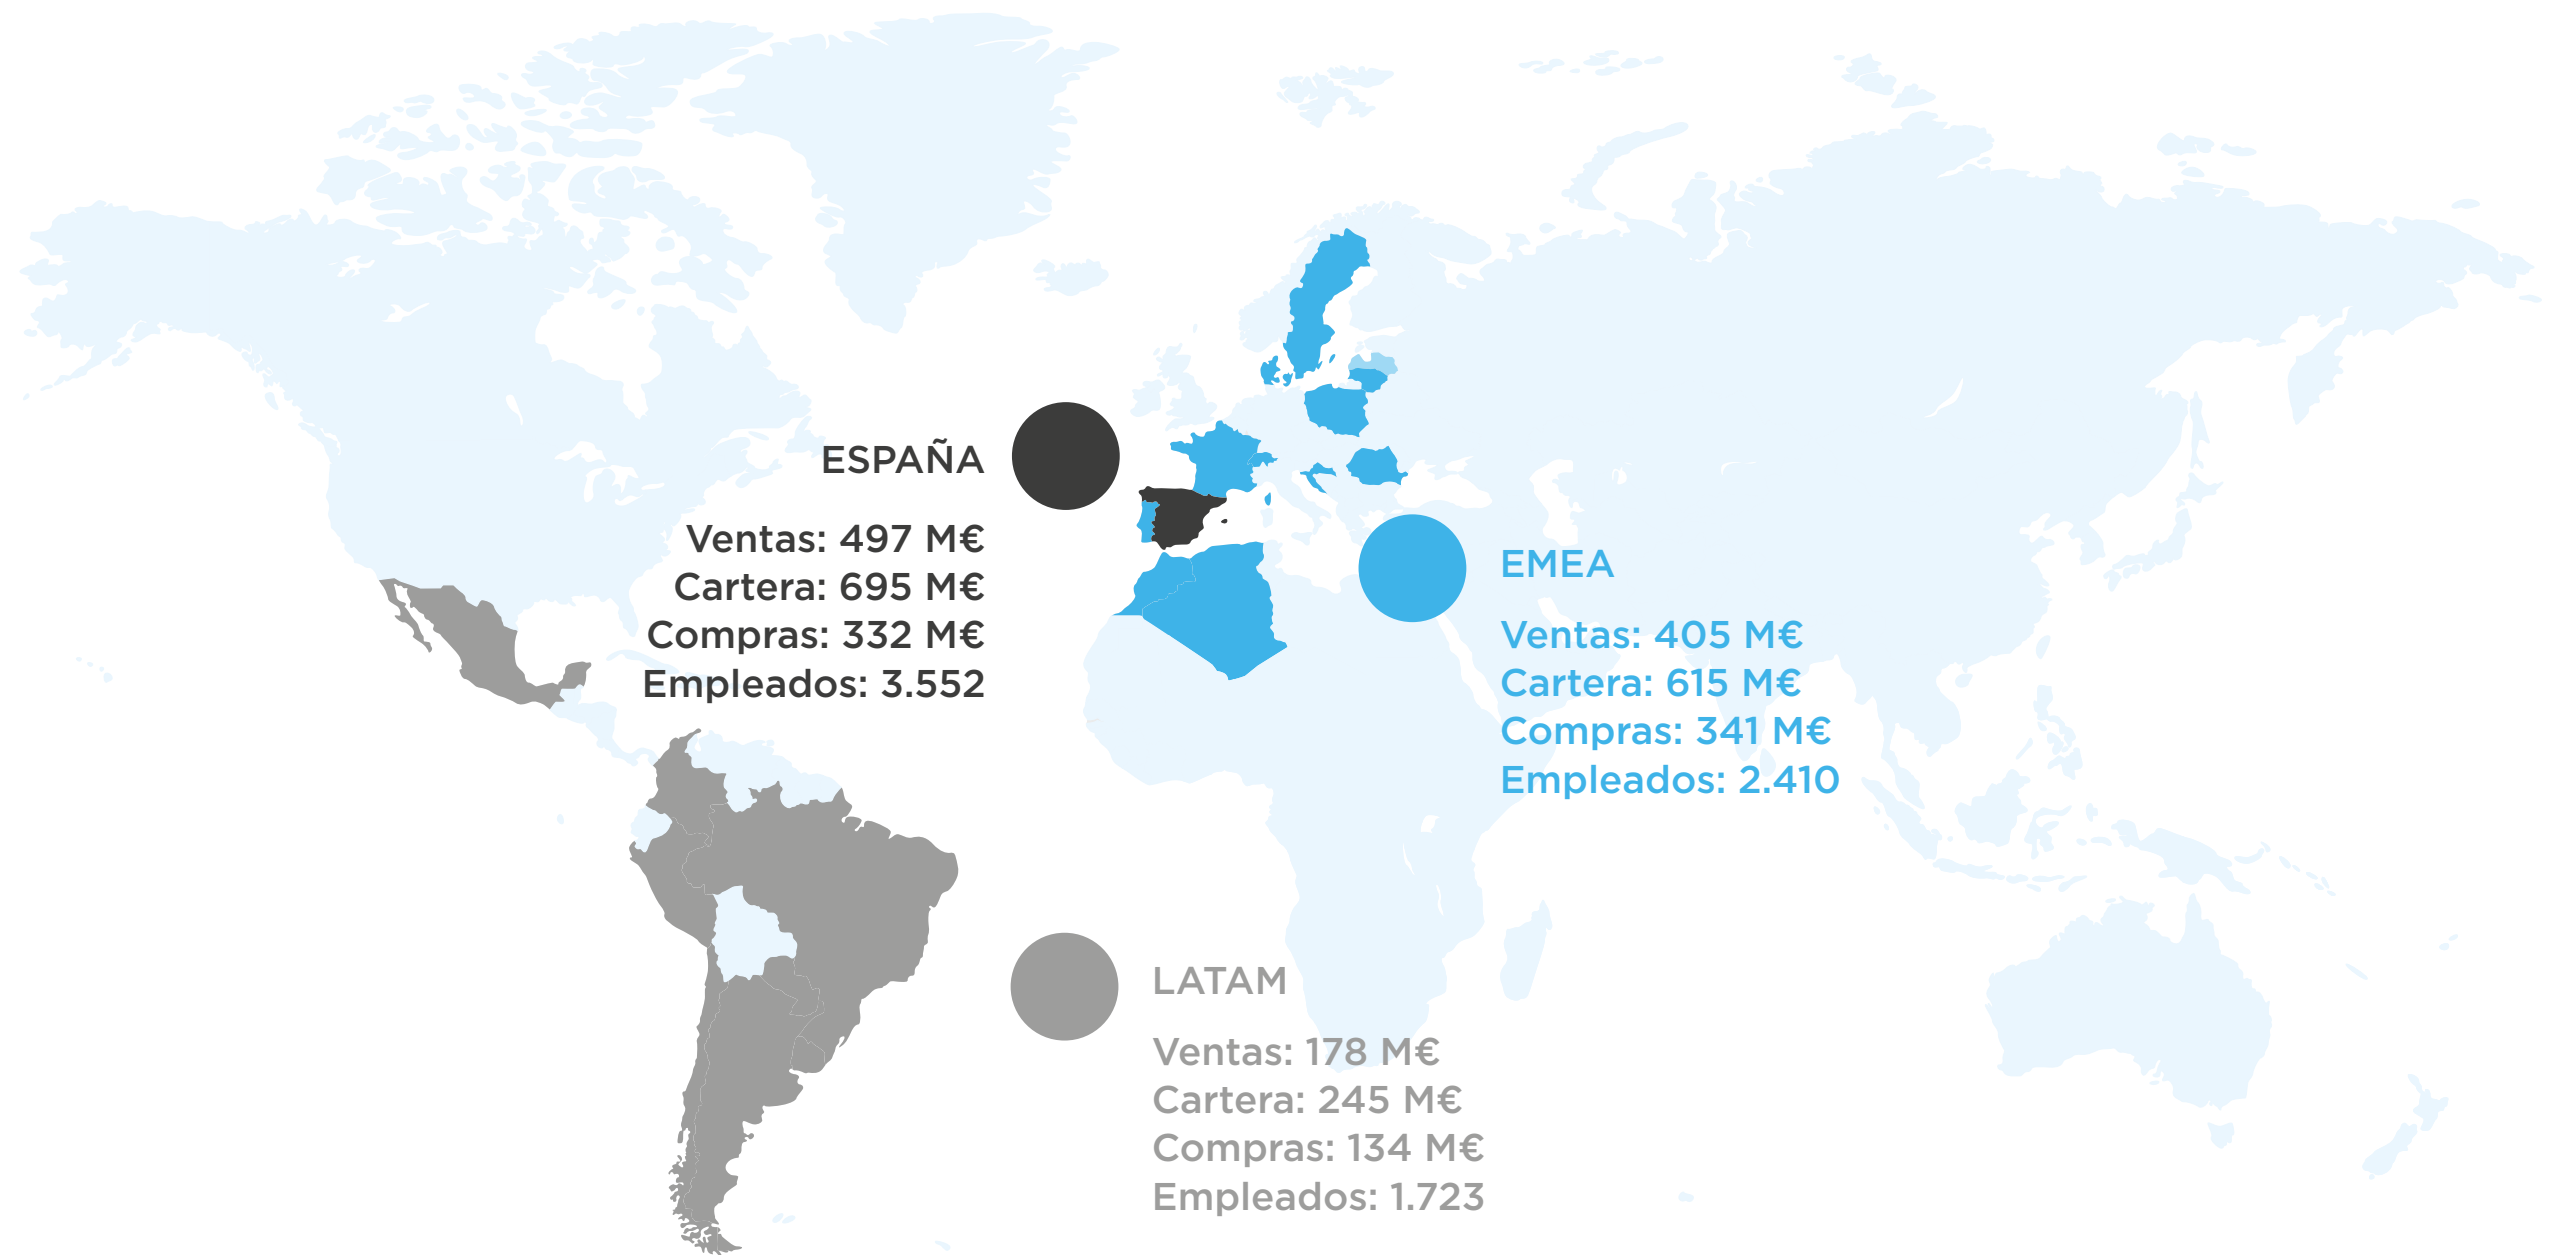 ESPAÑA
Ventas: 497 M€
Cartera: 695 M€
Compras: 332 M€
Empleados: 3.552
EMEA
Ventas: 405 M€
Cartera: 615 M€
Compras: 341 M€
Empleados: 2.410
LATAM
Ventas: 178 M€
Cartera: 245 M€
Compras: 134 M€
Empleados: 1.723